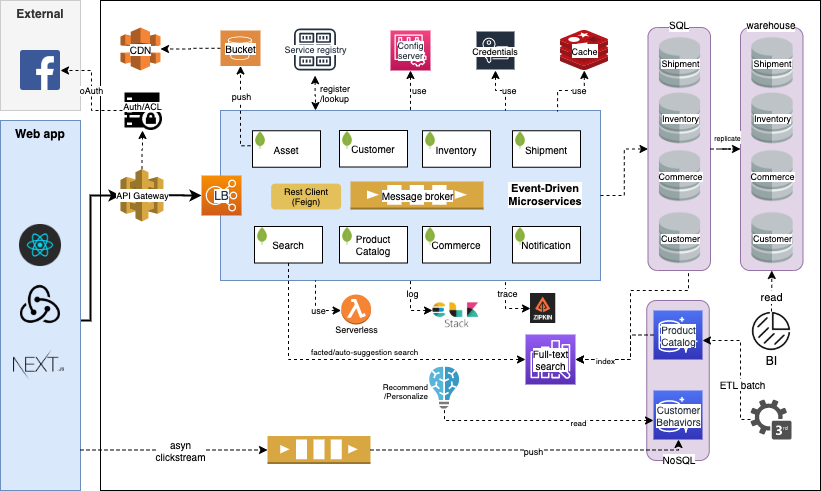 External
CDN
Bucket
Service registry
Config
server
Credentials
Cache
SQL
warehouse
oAuth
Auth/ACL
push
register
/lookup
use
use
use
Shipment
Shipment
Web app
Asset
Customer
Inventory
Shipment
Inventory
Inventory
replicate
API Gateway
LB
Rest Client
(Feign)
Message broker
Event-Driven
Microservices
Commerce
Commerce
Search
Product
Catalog
Commerce
Notification
Customer
Customer
use
log
trace
read
Serverless
ELK
Stack
ZIPKIN
Product
Catalog
BI
facted/auto-suggestion search
Full-text
search
index
NEXT.JS
Recommend
/Personalize
ETL batch
Customer
Behaviors
read
3rd
asyn
clickstream
push
NoSQL